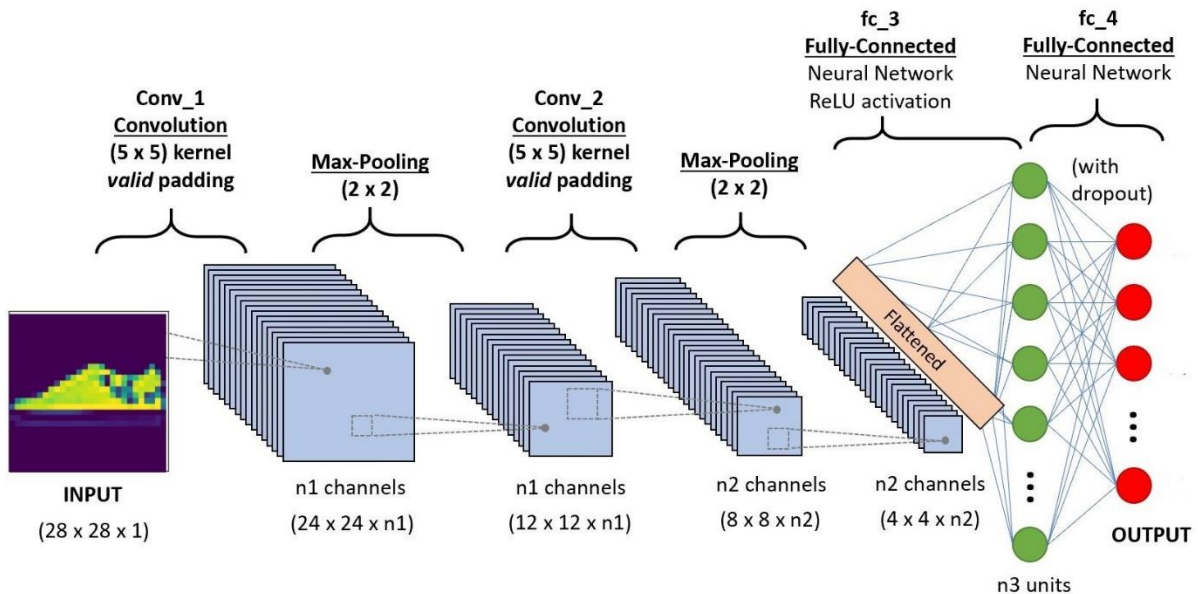 Conv_1
Convolution
(5 x 5) kernel
valid padding
Max-Pooling
(2 x 2)
Conv_2
Convolution
(5 x 5) kernel
valid padding
Max-Pooling
(2 x 2)
fc_3
Fully-Connected
Neural Network
ReLU activation
fc_4
Fully-Connected
Neural Network
(with
dropout)
Flattened
INPUT
(28 x 28 x 1)
n1 channels
(24 x 24 x n1)
n1 channels
(12 x 12 x n1)
n2 channels
(8 x 8 x n2)
n2 channels
(4 x 4 x n2)
n3 units
OUTPUT